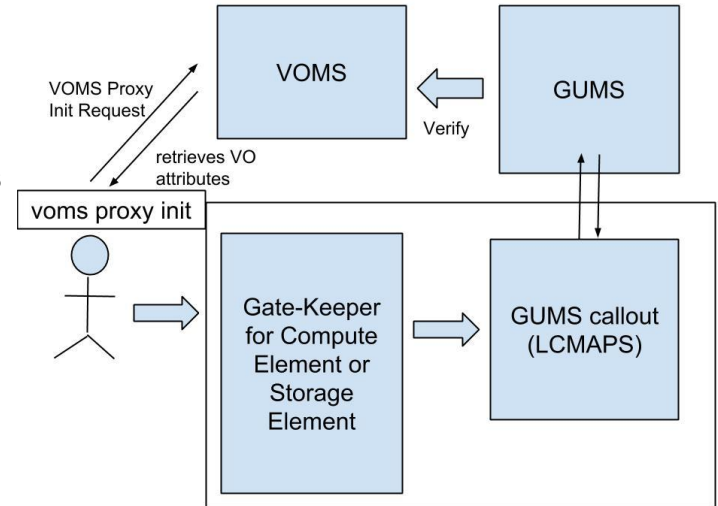 VOMS
GUMS
VOMS Proxy
Init Request
Verify
retrieves VO
attributes
voms proxy init
Gate-Keeper
for Compute
Element or
Storage
Element
GUMS callout
(LCMAPS)